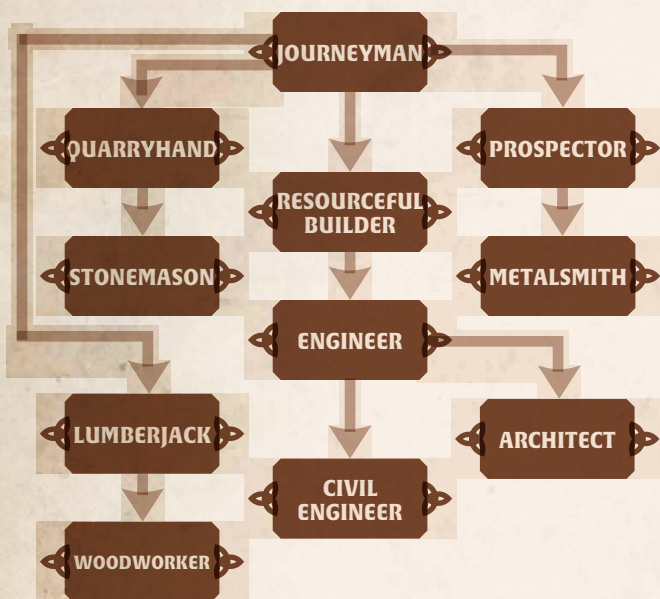 JOURNEYMAN
QUARRYHAND
PROSPECTOR
RESOURCEFUL
BUILDER
STONEMASON
METALSMITH
ENGINEER
LUMBERJACK
ARCHITECT
CIVIL
ENGINEER
WOODWORKER